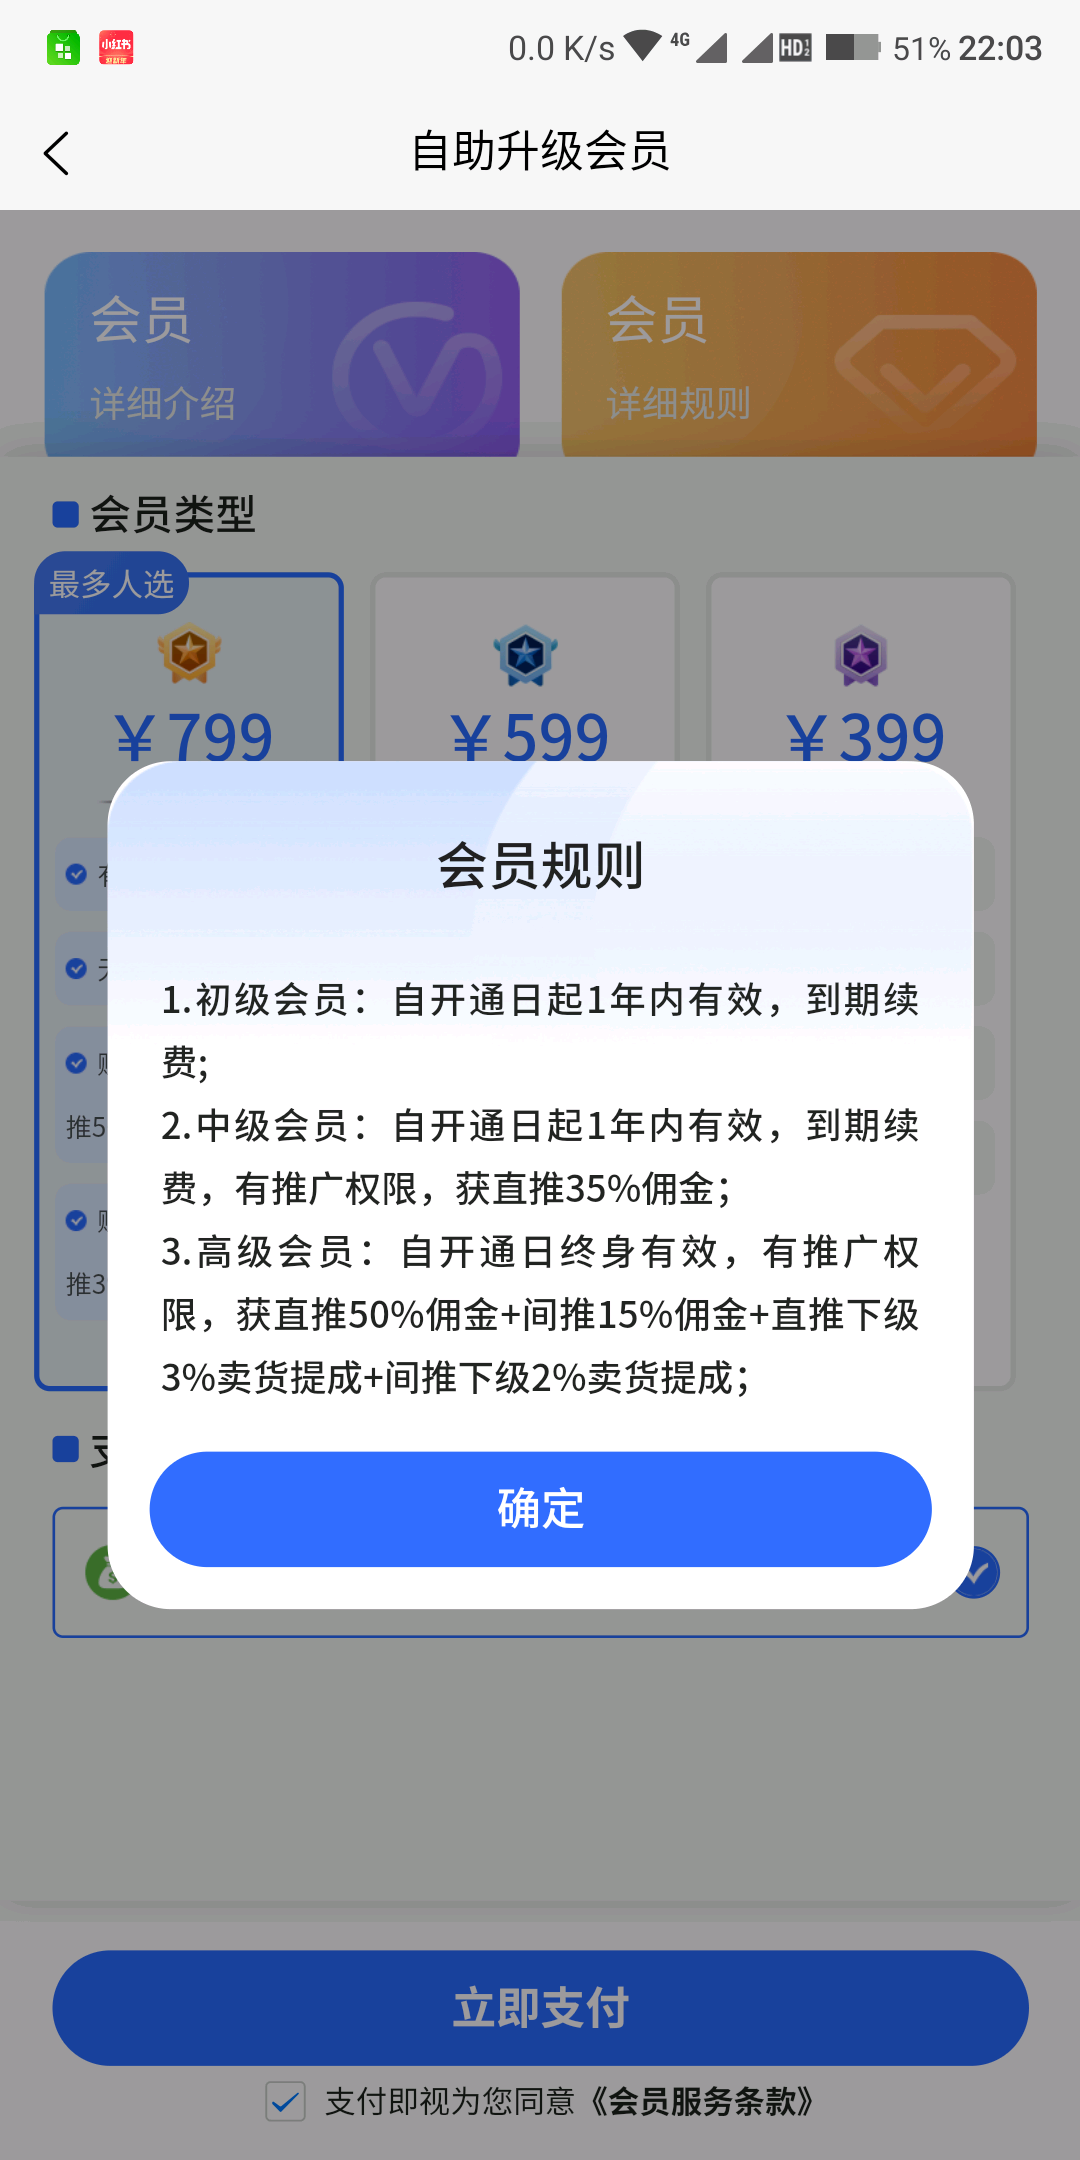 小红书
0.0 K/s 4G HD 51% 22:03
自助升级会员
会员
详细介绍
会员
详细规则
会员类型
最多人选
￥799
￥599
￥399
推5
推3
会员规则
1.初级会员：自开通日起1年内有效，到期续
费;
2.中级会员：自开通日起1年内有效，到期续
费，有推广权限，获直推35%佣金；
3.高级会员：自开通日终身有效，有推广权
限，获直推50%佣金+间推15%佣金+直推下级
3%卖货提成+间推下级2%卖货提成；
确定
立即支付
支付即视为您同意《会员服务条款》